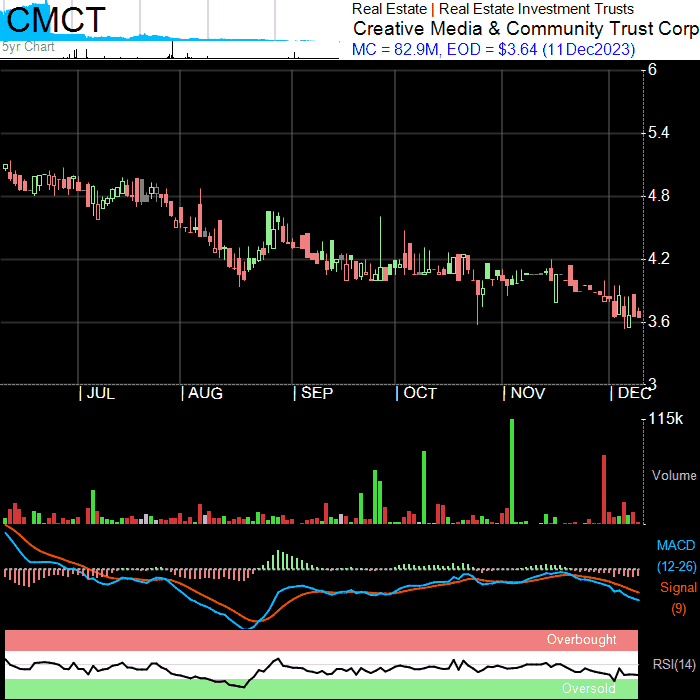 CMCT
5yr Chart
Real Estate | Real Estate Investment Trusts
Creative Media & Community Trust Corp
MC = 82.9M, EOD = $3.64 (11Dec2023)
6
5.4
4.8
4.2
3.6
3
| JUL | AUG | SEP | OCT | NOV | DEC
115k
Volume
MACD
(12-26)
Signal
(9)
Overbought
RSI(14)
Oversold